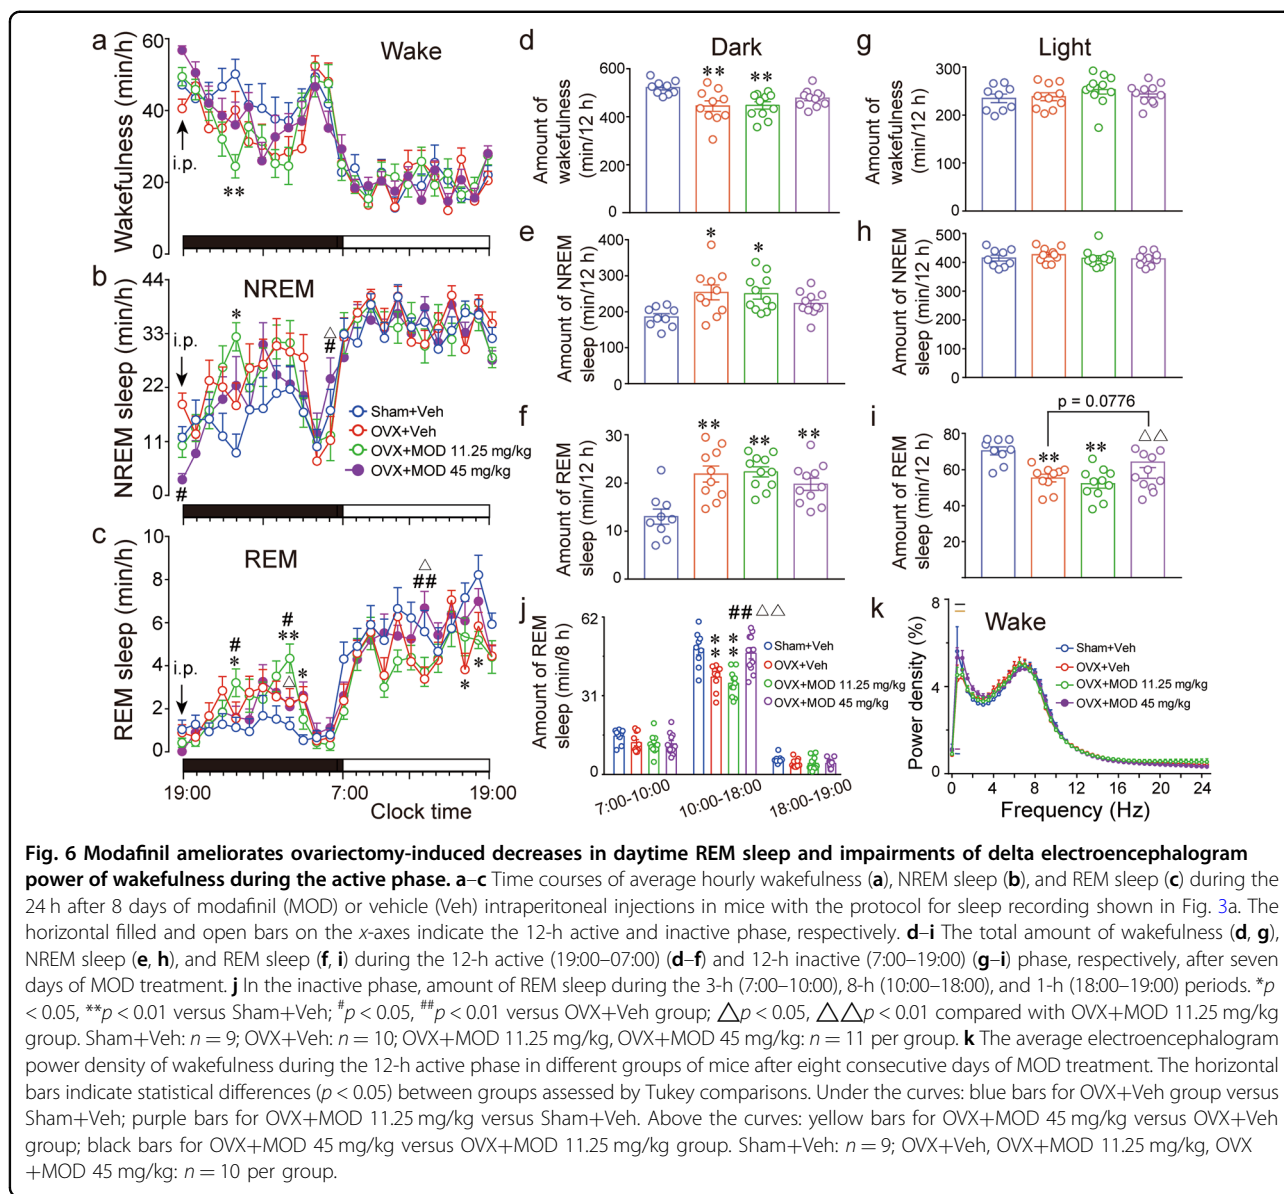 a
Wake
Wakefulness (min/h)
60
40
20
0
i.p.
**
b
NREM
NREM sleep (min/h)
44
33
22
11
0
i.p.
*
△
#
#
Sham+Veh
OVX+Veh
OVX+MOD 11.25 mg/kg
OVX+MOD 45 mg/kg
c
REM
REM sleep (min/h)
10
8
6
4
2
0
i.p.
#
*
#
**
△
*
△
##
*
*
19:00
7:00
19:00
Clock time
d
Dark
Amount of
wakefulness
(min/12 h)
600
400
200
0
**
**
g
Light
Amount of
wakefulness
(min/12 h)
300
200
100
0
e
Amount of NREM
sleep (min/12 h)
400
300
200
100
0
*
*
h
Amount of NREM
sleep (min/12 h)
500
400
300
200
100
0
f
Amount of REM
sleep (min/12 h)
30
20
10
0
**
**
**
i
Amount of REM
sleep (min/12 h)
80
60
40
20
0
p = 0.0776
**
**
△△
j
Amount of REM
sleep (min/8 h)
62
31
0
**
**
## △△
Sham+Veh
OVX+Veh
OVX+MOD 11.25 mg/kg
OVX+MOD 45 mg/kg
7:00-10:00
10:00-18:00
18:00-19:00
k
Wake
Power density (%)
8
4
0
Sham+Veh
OVX+Veh
OVX+MOD 11.25 mg/kg
OVX+MOD 45 mg/kg
0
4
8
12
16
20
24
Frequency (Hz)
Fig. 6 Modafinil ameliorates ovariectomy-induced decreases in daytime REM sleep and impairments of delta electroencephalogram
power of wakefulness during the active phase. a–c Time courses of average hourly wakefulness (a), NREM sleep (b), and REM sleep (c) during the
24 h after 8 days of modafinil (MOD) or vehicle (Veh) intraperitoneal injections in mice with the protocol for sleep recording shown in Fig. 3a. The
horizontal filled and open bars on the x-axes indicate the 12-h active and inactive phase, respectively. d–i The total amount of wakefulness (d, g),
NREM sleep (e, h), and REM sleep (f, i) during the 12-h active (19:00–07:00) (d–f) and 12-h inactive (7:00–19:00) (g–i) phase, respectively, after seven
days of MOD treatment. j In the inactive phase, amount of REM sleep during the 3-h (7:00–10:00), 8-h (10:00–18:00), and 1-h (18:00–19:00) periods. *p
< 0.05, **p < 0.01 versus Sham+Veh; #p < 0.05, ##p < 0.01 versus OVX+Veh group; △p < 0.05, △△p < 0.01 compared with OVX+MOD 11.25 mg/kg
group. Sham+Veh: n = 9; OVX+Veh: n = 10; OVX+MOD 11.25 mg/kg, OVX+MOD 45 mg/kg: n = 11 per group. k The average electroencephalogram
power density of wakefulness during the 12-h active phase in different groups of mice after eight consecutive days of MOD treatment. The horizontal
bars indicate statistical differences (p < 0.05) between groups assessed by Tukey comparisons. Under the curves: blue bars for OVX+Veh group versus
Sham+Veh; purple bars for OVX+MOD 11.25 mg/kg versus Sham+Veh. Above the curves: yellow bars for OVX+MOD 45 mg/kg versus OVX+Veh
group; black bars for OVX+MOD 45 mg/kg versus OVX+MOD 11.25 mg/kg group. Sham+Veh: n = 9; OVX+Veh, OVX+MOD 11.25 mg/kg, OVX
+MOD 45 mg/kg: n = 10 per group.